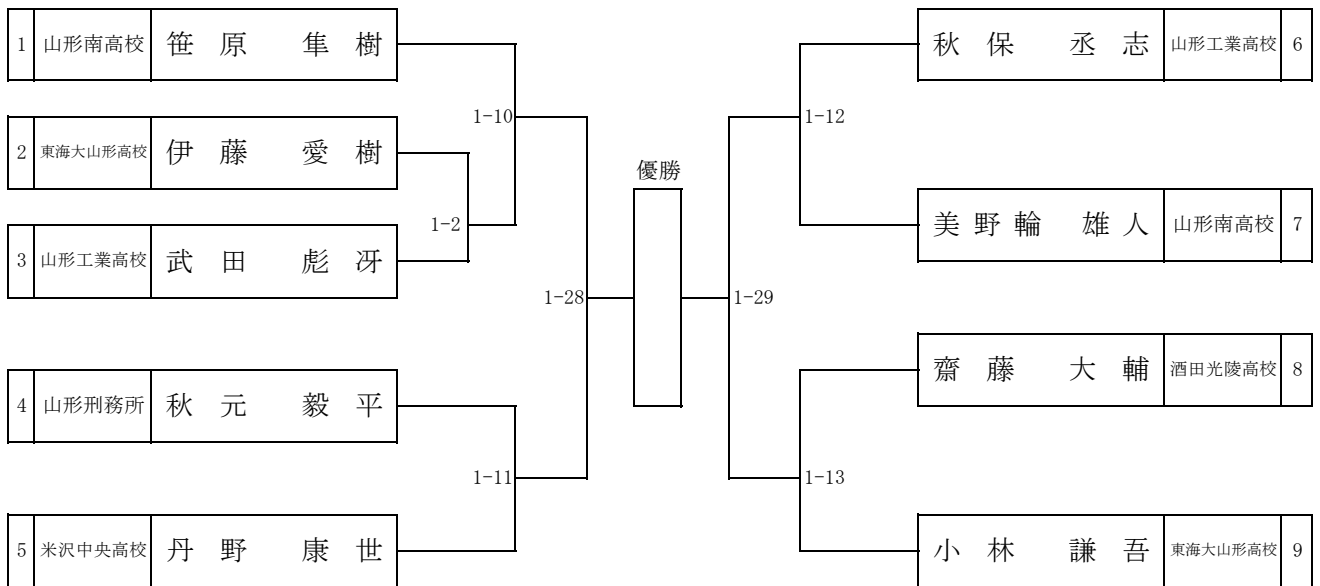 1 山形南高校 笹原 隼樹
2 東海大山形高校 伊藤 愛樹
3 山形工業高校 武田 彪冴
4 山形刑務所 秋元 毅平
5 米沢中央高校 丹野 康世
1-10
1-2
1-28
1-11
優勝
1-12
1-29
1-13
秋保 丞志 山形工業高校 6
美野輪 雄人 山形南高校 7
齋藤 大輔 酒田光陵高校 8
小林 謙吾 東海大山形高校 9